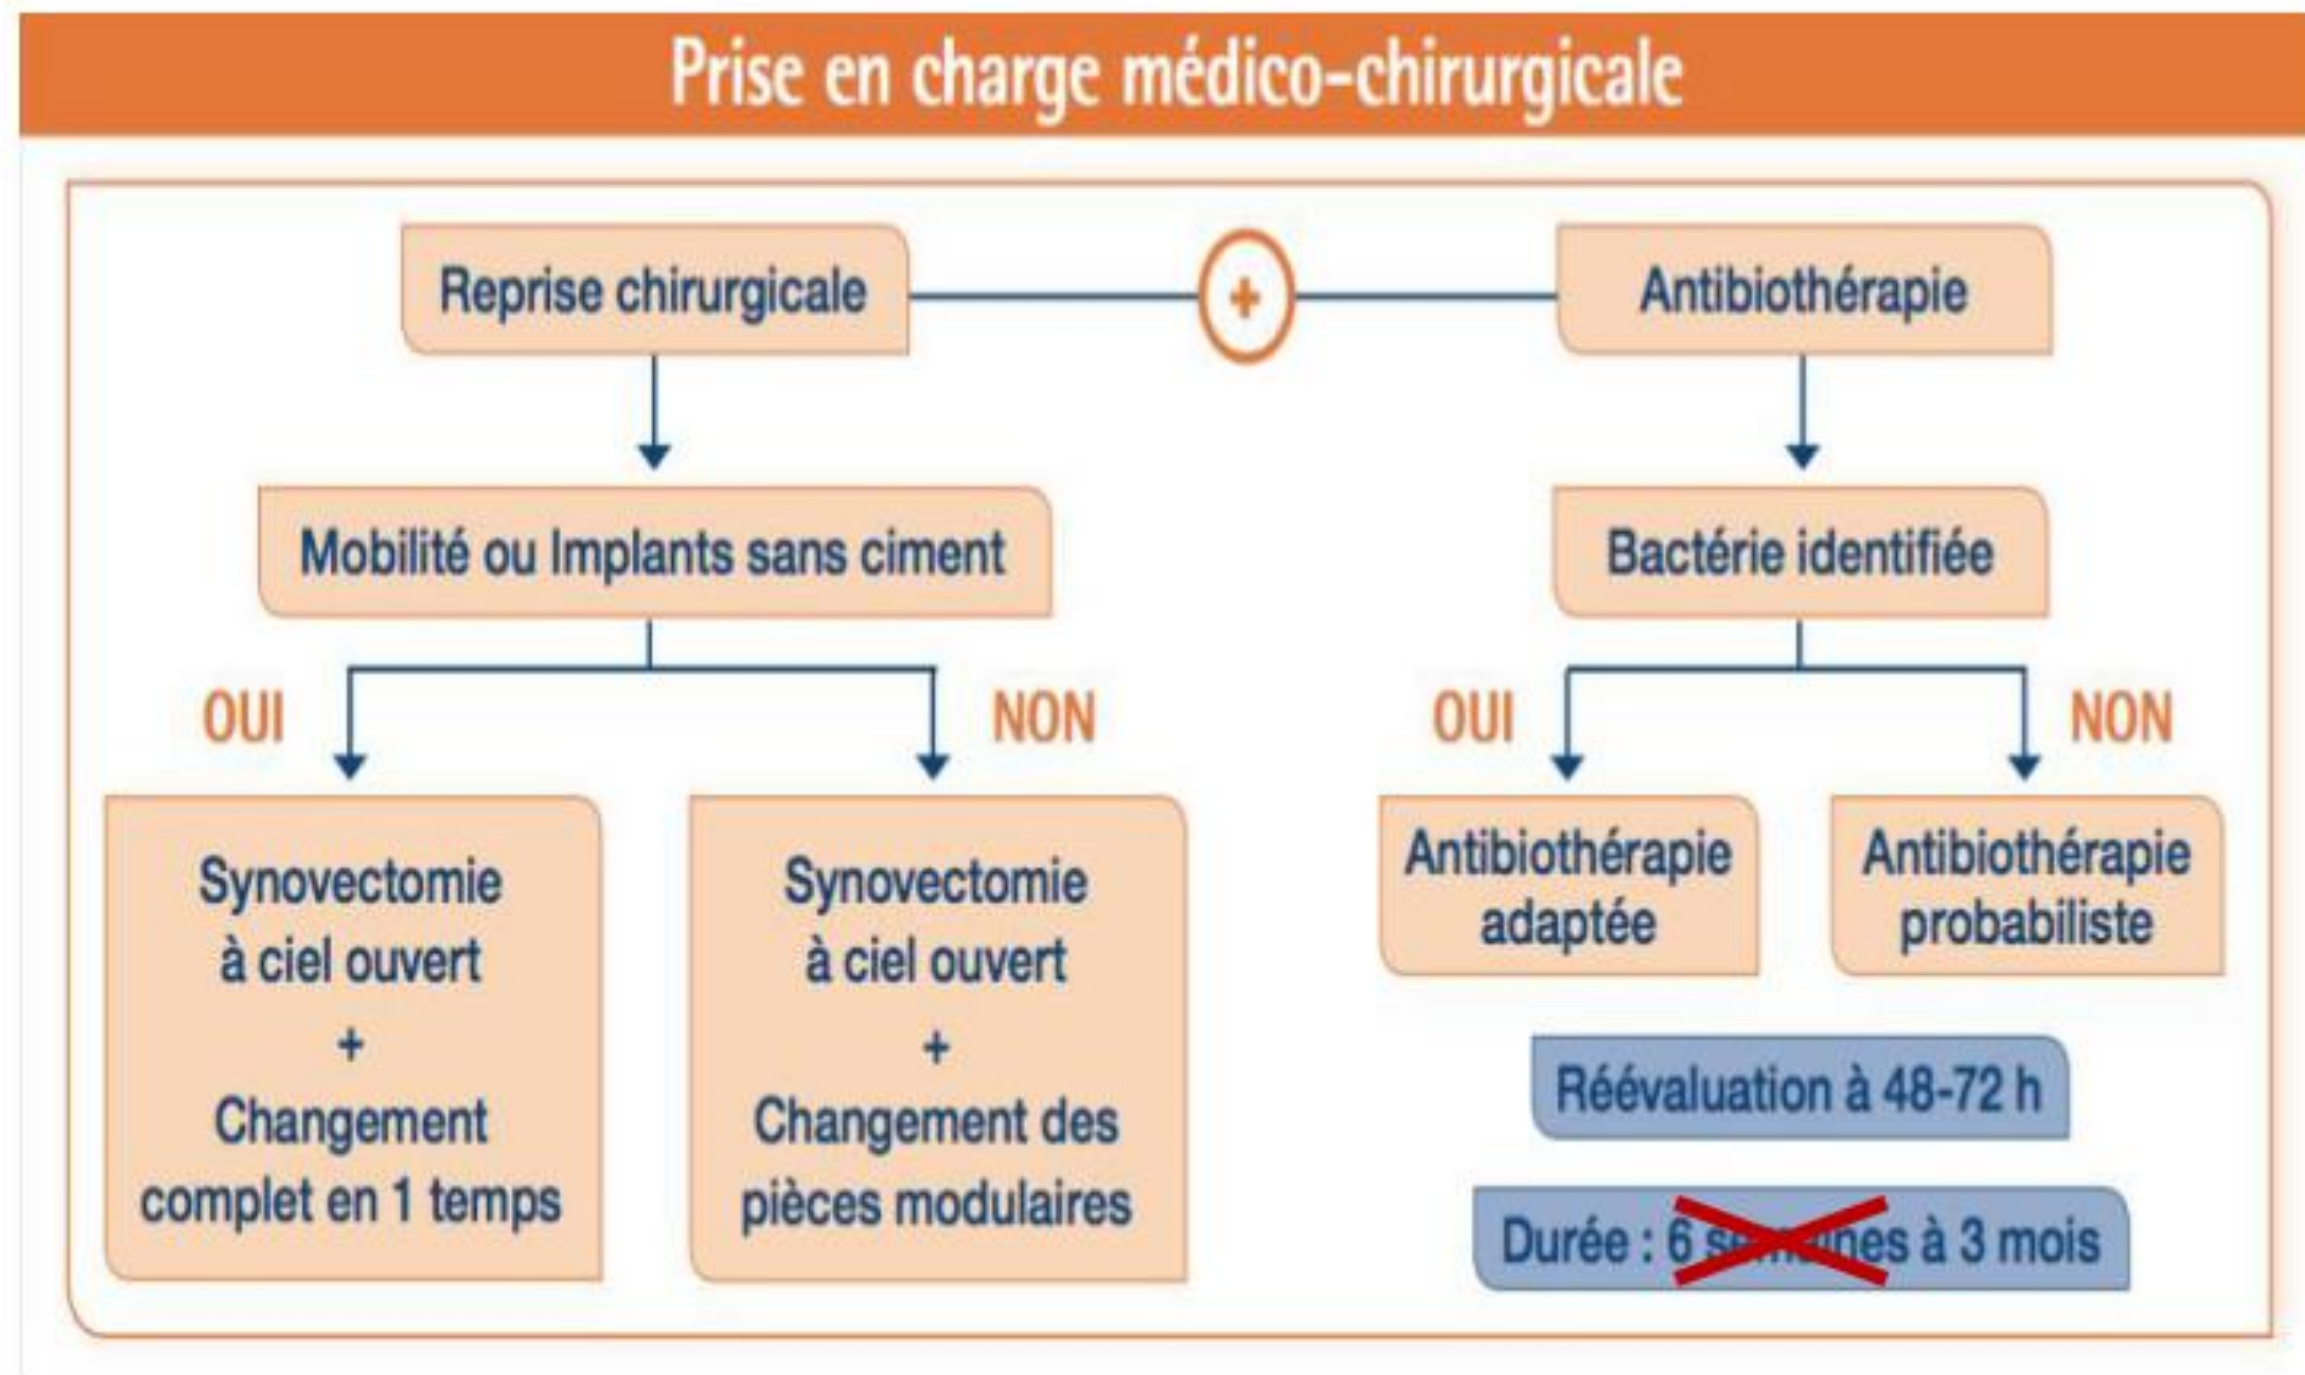 Prise en charge médico-chirurgicale
Reprise chirurgicale
+
Antibiothérapie
Mobilité ou Implants sans ciment
Bactérie identifiée
OUI
NON
OUI
NON
Synovectomie
à ciel ouvert
+
Changement
complet en 1 temps
Synovectomie
à ciel ouvert
+
Changement des
pièces modulaires
Antibiothérapie
adaptée
Antibiothérapie
probabiliste
Réévaluation à 48-72 h
Durée : 6 semaines à 3 mois